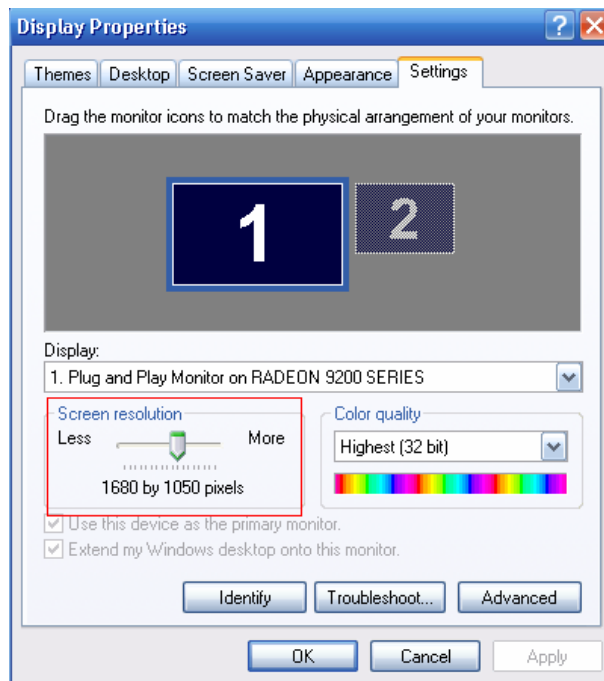 Display Properties
Themes Desktop Screen Saver Appearance Settings
Drag the monitor icons to match the physical arrangement of your monitors.
1 2
Display:
1. Plug and Play Monitor on RADEON 9200 SERIES
Screen resolution
Less More
1680 by 1050 pixels
Color quality
Highest (32 bit)
Use this device as the primary monitor.
Extend my Windows desktop onto this monitor.
Identify Troubleshoot... Advanced
OK Cancel Apply